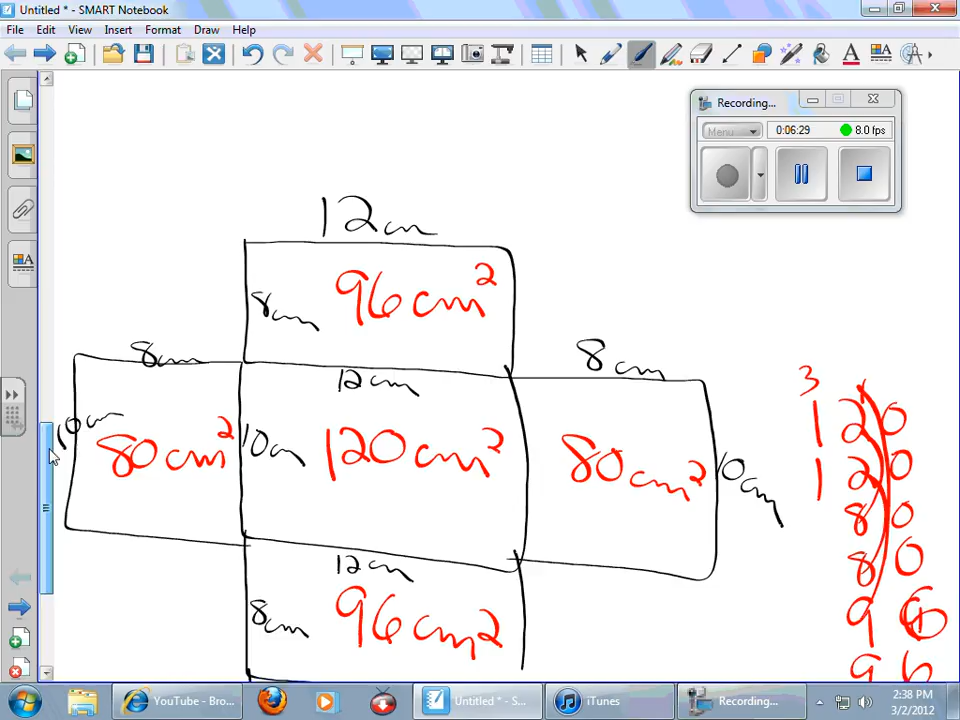 Untitled * - SMART Notebook
File Edit View Insert Format Draw Help
Recording...
Menu 0:06:29 8.0 fps
12cm
8cm 96cm²
8cm 8cm
12cm
10cm 80cm² 10cm 120cm² 80cm² 10cm
12cm
8cm 96cm2
3
120
120
80
80
96
96
YouTube - Bro...
Untitled * - S...
iTunes
Recording...
2:38 PM
3/2/2012